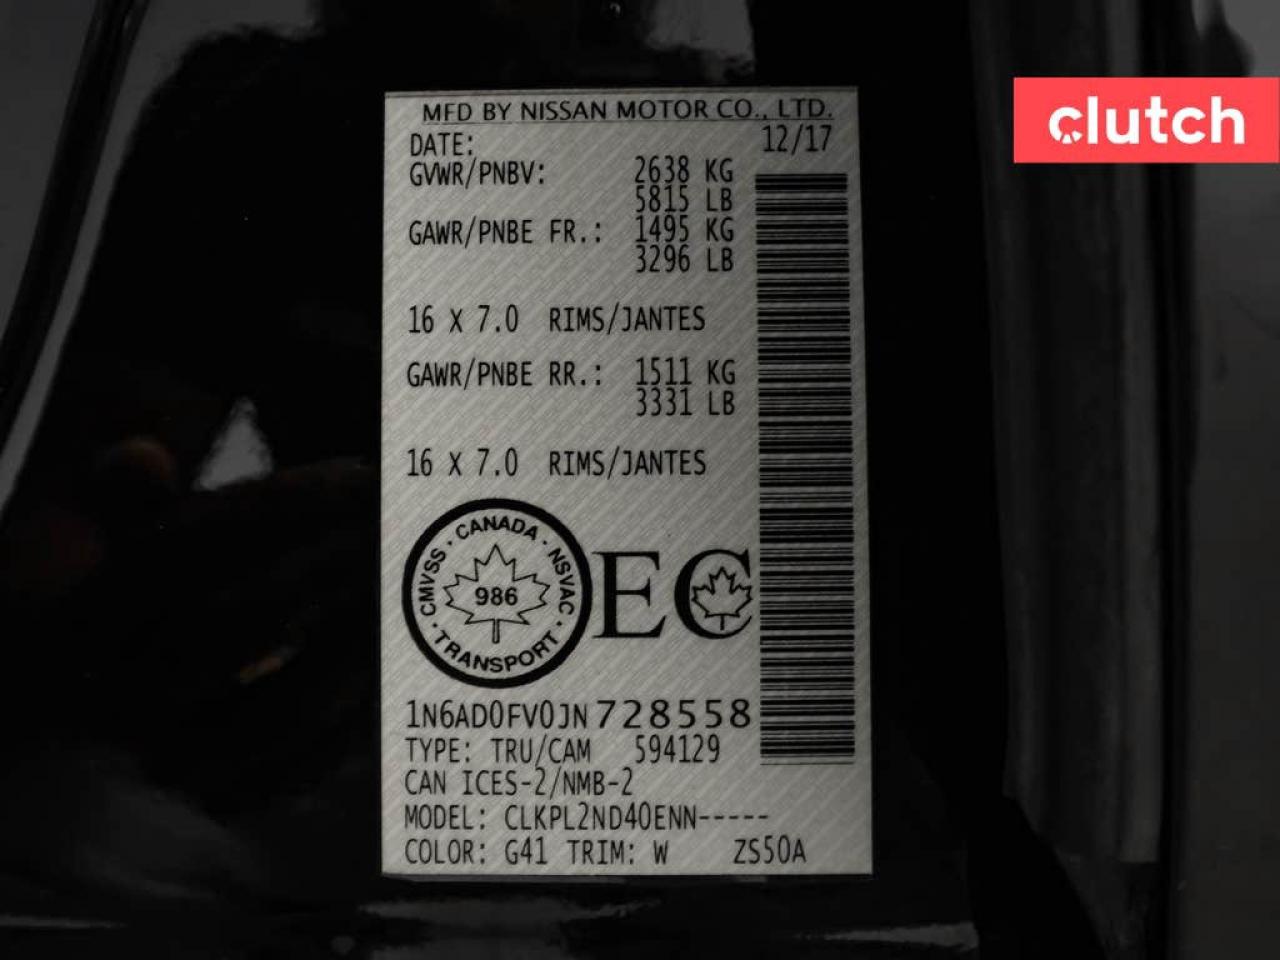 clutch
MFD BY NISSAN MOTOR CO., LTD.
DATE: 12/17
GVWR/PNBV: 2638 KG
5815 LB
GAWR/PNBE FR.: 1495 KG
3296 LB
16 X 7.0 RIMS/JANTES
GAWR/PNBE RR.: 1511 KG
3331 LB
16 X 7.0 RIMS/JANTES
CMVSS · CANADA · NSVAC · TRANSPORT ·
986
EC
1N6AD0FV0JN728558
TYPE: TRU/CAM 594129
CAN ICES-2/NMB-2
MODEL: CLKPL2ND40ENN-----
COLOR: G41 TRIM: W ZS50A